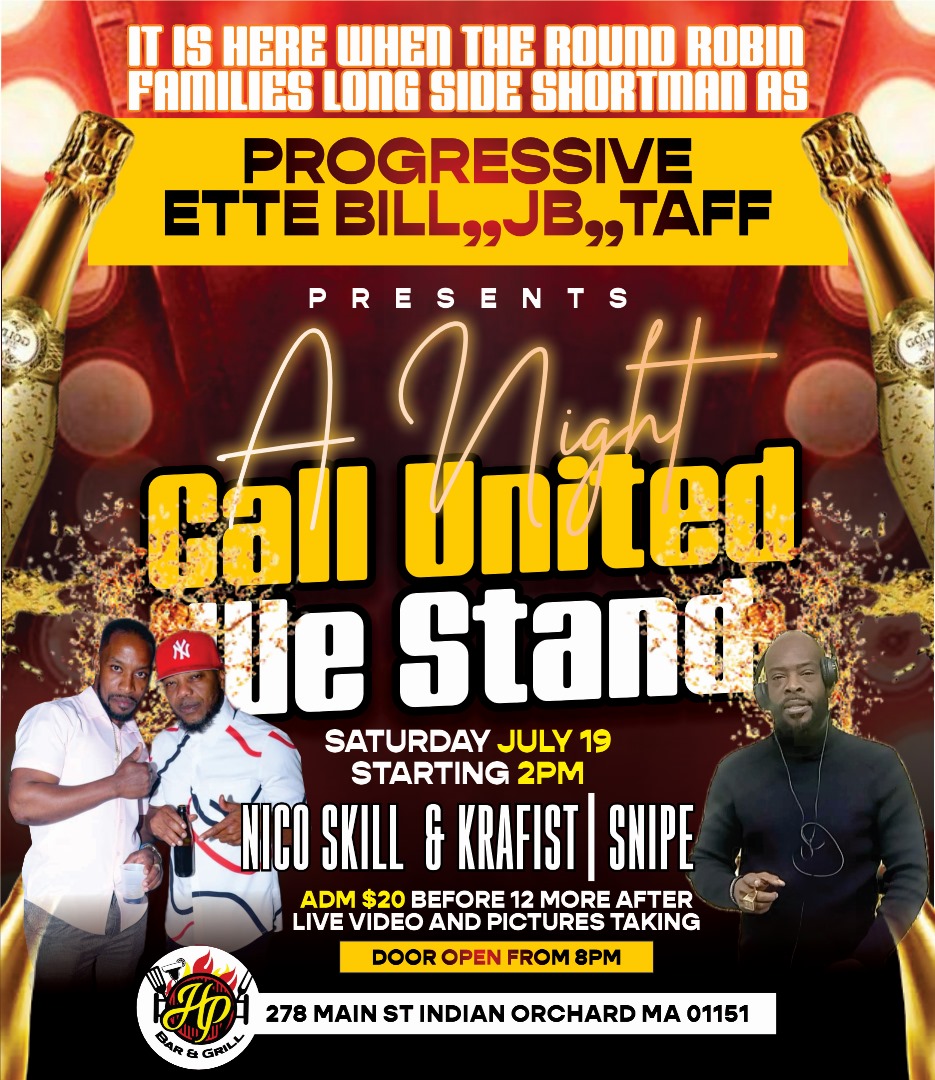 IT IS HERE WHEN THE ROUND ROBIN
FAMILIES LONG SIDE SHORTMAN AS
PROGRESSIVE
ETTE BILL,,JB,,TAFF
PRESENTS
A Night
Call United
We Stand
SATURDAY JULY 19
STARTING 2PM
NICO SKILL & KRAFIST| SNIPE
ADM $20 BEFORE 12 MORE AFTER
LIVE VIDEO AND PICTURES TAKING
DOOR OPEN FROM 8PM
Hp
BAR & GRILL
278 MAIN ST INDIAN ORCHARD MA 01151
GOLD
NY